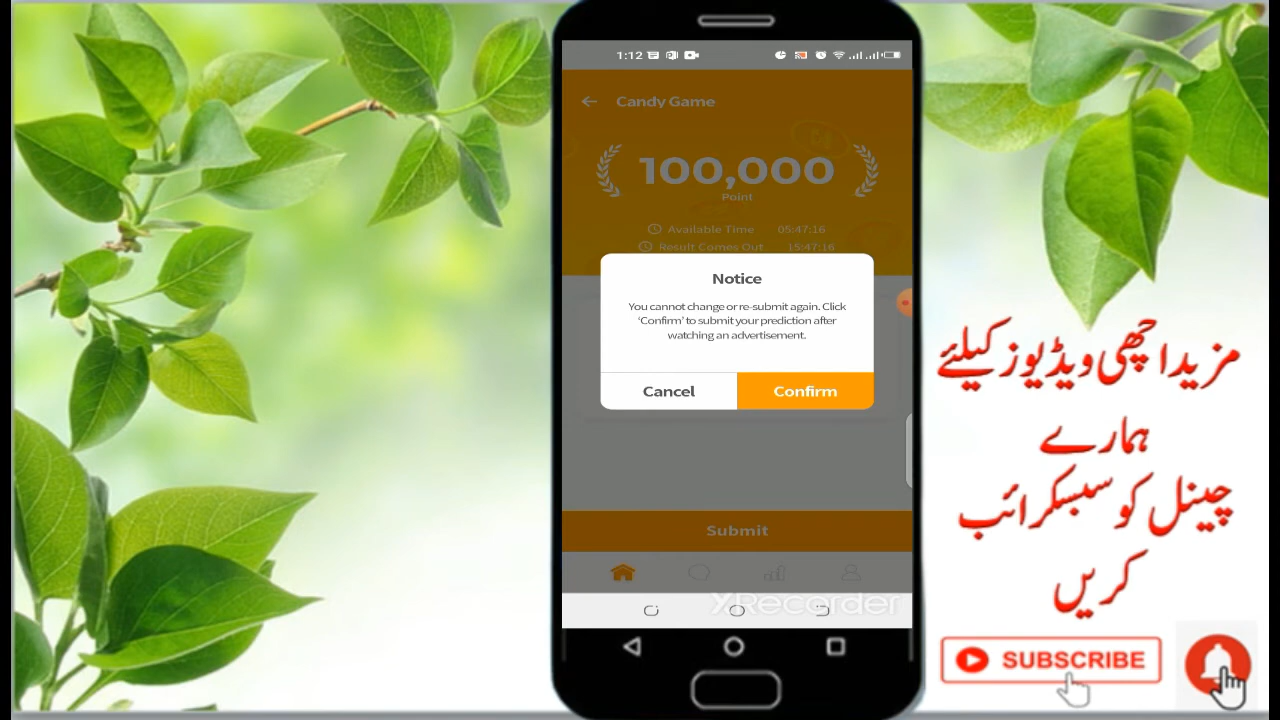 1:12
Candy Game
100,000
Point
Available Time 05:47:16
Result Comes Out 15:47:16
Notice
You cannot change or re-submit again. Click
'Confirm' to submit your prediction after
watching an advertisement.
Cancel Confirm
Submit
XRecorder
مزید اچھی ویڈیوز کیلئے
ہمارے
چینل کو سبسکرائب
کریں
SUBSCRIBE